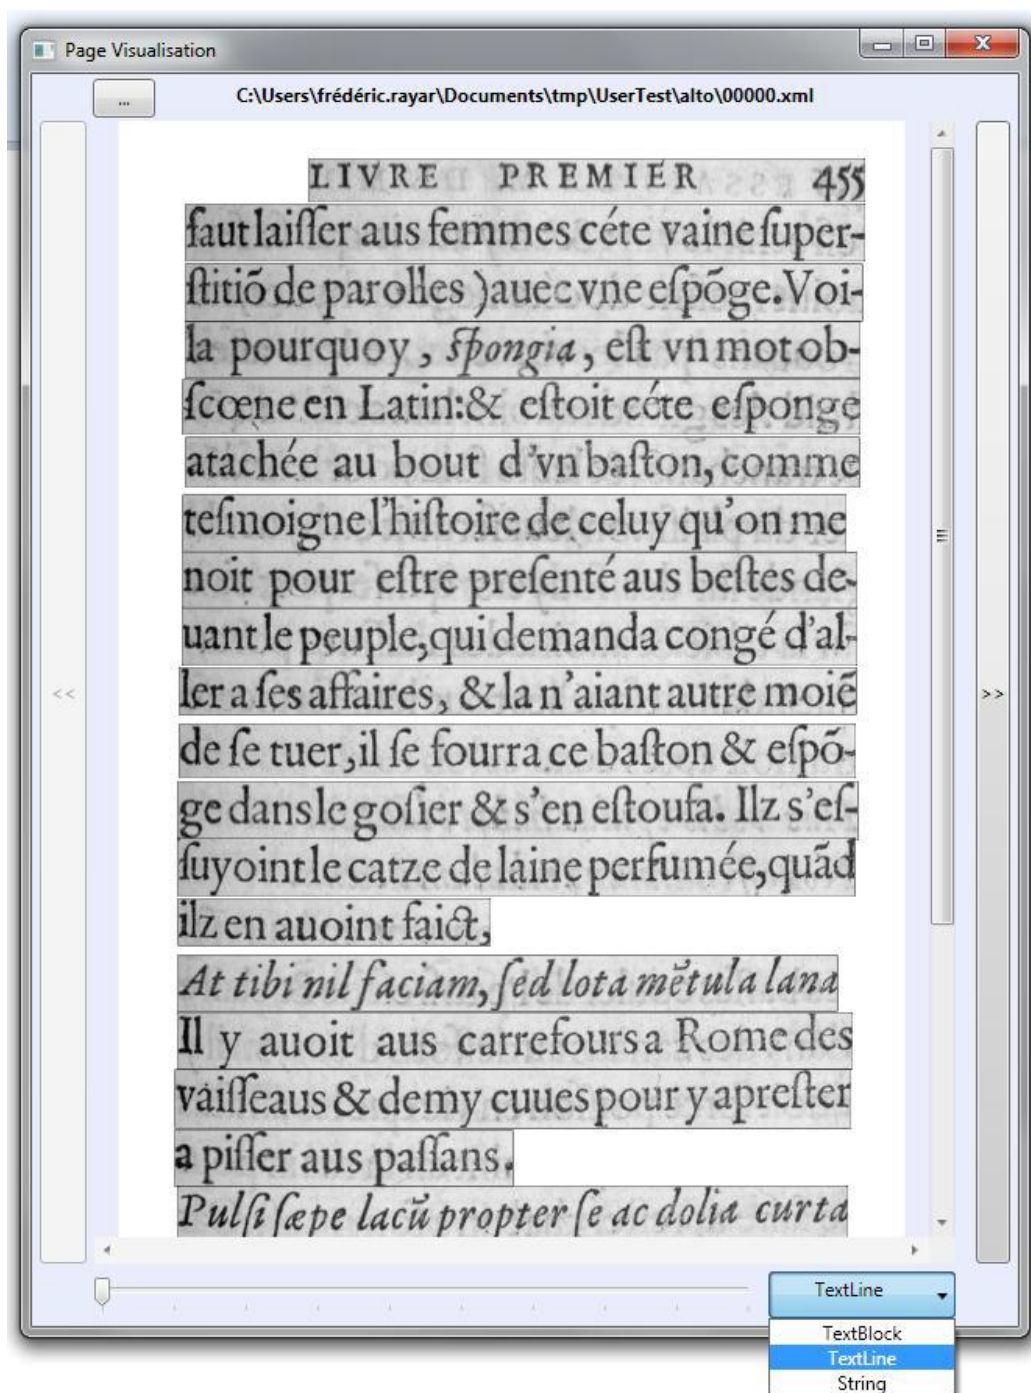 Page Visualisation
...
C:\Users\frédéric.rayar\Documents\tmp\UserTest\alto\00000.xml
LIVRE PREMIER 455
faut laiſſer aus femmes céte vaine ſuper-
ſtitiõ de parolles )auec vne eſpõge.Voi-
la pourquoy , ſpongia, eſt vn mot ob-
ſcœne en Latin:& eſtoit céte eſponge
atachée au bout d'vn baſton, comme
teſmoigne l'hiſtoire de celuy qu'on me
noit pour eſtre preſenté aus beſtes de-
uant le peuple,qui demanda congé d'al-
ler a ſes affaires, & la n'aiant autre moiẽ
de ſe tuer,il ſe fourra ce baſton & eſpõ-
ge dans le goſier & s'en eſtoufa. Ilz s'eſ-
ſuyoint le catze de laine perfumée,quãd
ilz en auoint faict,
At tibi nil faciam, ſed lota mẽtula lana
Il y auoit aus carrefours a Rome des
vaiſſeaus & demy cuues pour y apreſter
a piſſer aus paſſans.
Pulſi ſæpe lacũ propter ſe ac dolia curta
<<
>>
TextLine
TextBlock
TextLine
String